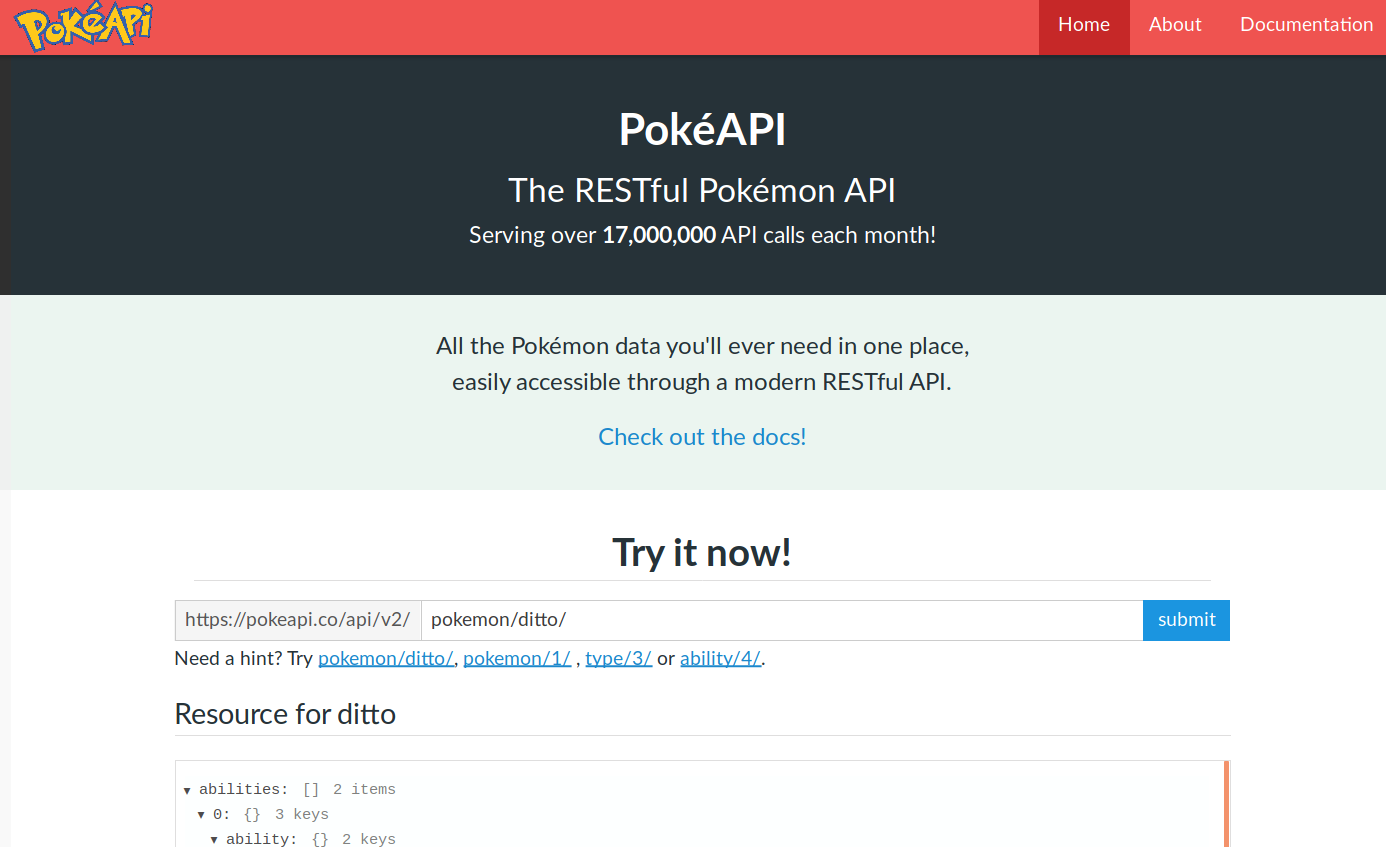 PokéAPi
Home About Documentation
PokéAPI
The RESTful Pokémon API
Serving over 17,000,000 API calls each month!
All the Pokémon data you'll ever need in one place,
easily accessible through a modern RESTful API.
Check out the docs!
Try it now!
https://pokeapi.co/api/v2/ pokemon/ditto/ submit
Need a hint? Try pokemon/ditto/, pokemon/1/ , type/3/ or ability/4/.
Resource for ditto
▼ abilities: [] 2 items
▼ 0: {} 3 keys
▼ ability: {} 2 keys